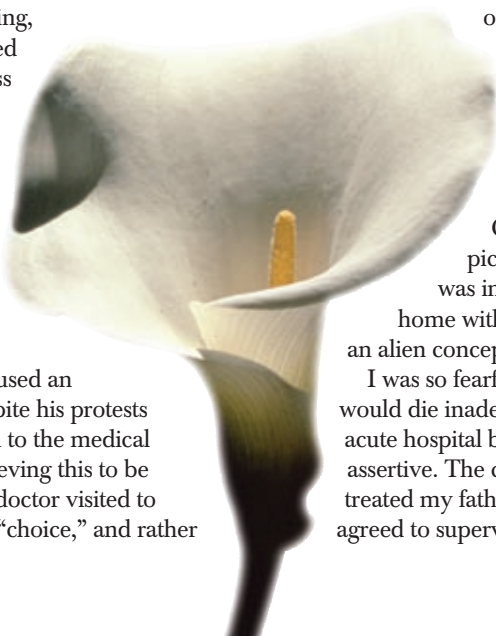 ing,
ed
ss
used an
pite his protests
to the medical
eving this to be
doctor visited to
“choice,” and rather
o
pic
was in
home with
an alien concep
I was so fearf
would die inade
acute hospital b
assertive. The
treated my fath
agreed to superv